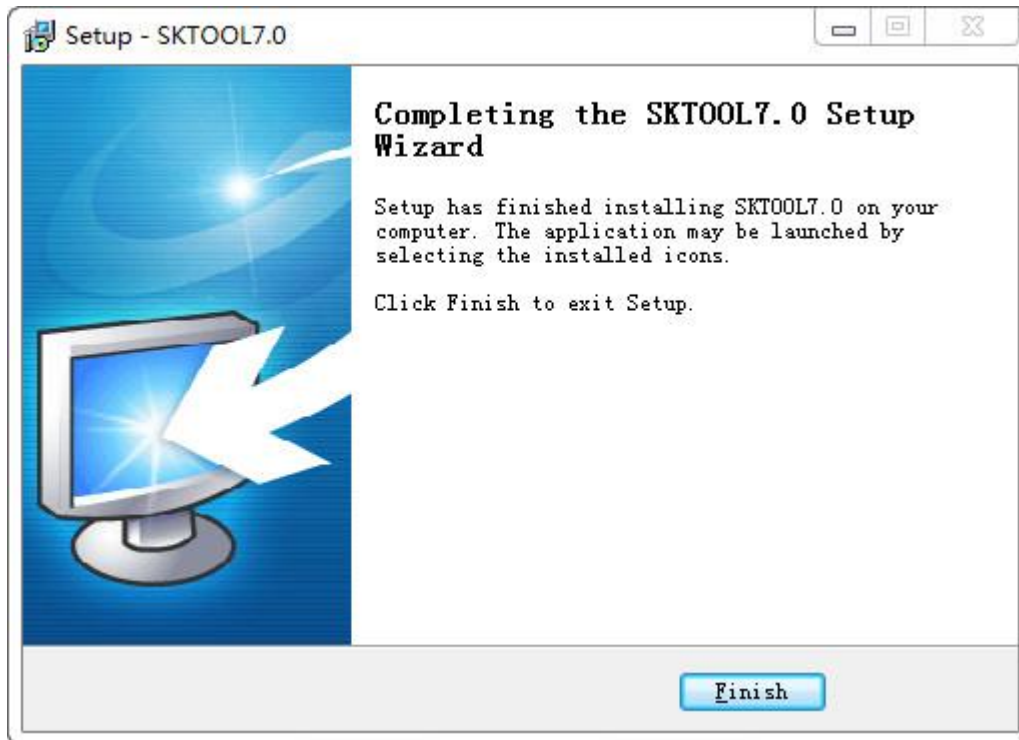 Setup - SKTOOL7.0
Completing the SKTOOL7.0 Setup
Wizard
Setup has finished installing SKTOOL7.0 on your
computer. The application may be launched by
selecting the installed icons.
Click Finish to exit Setup.
Finish